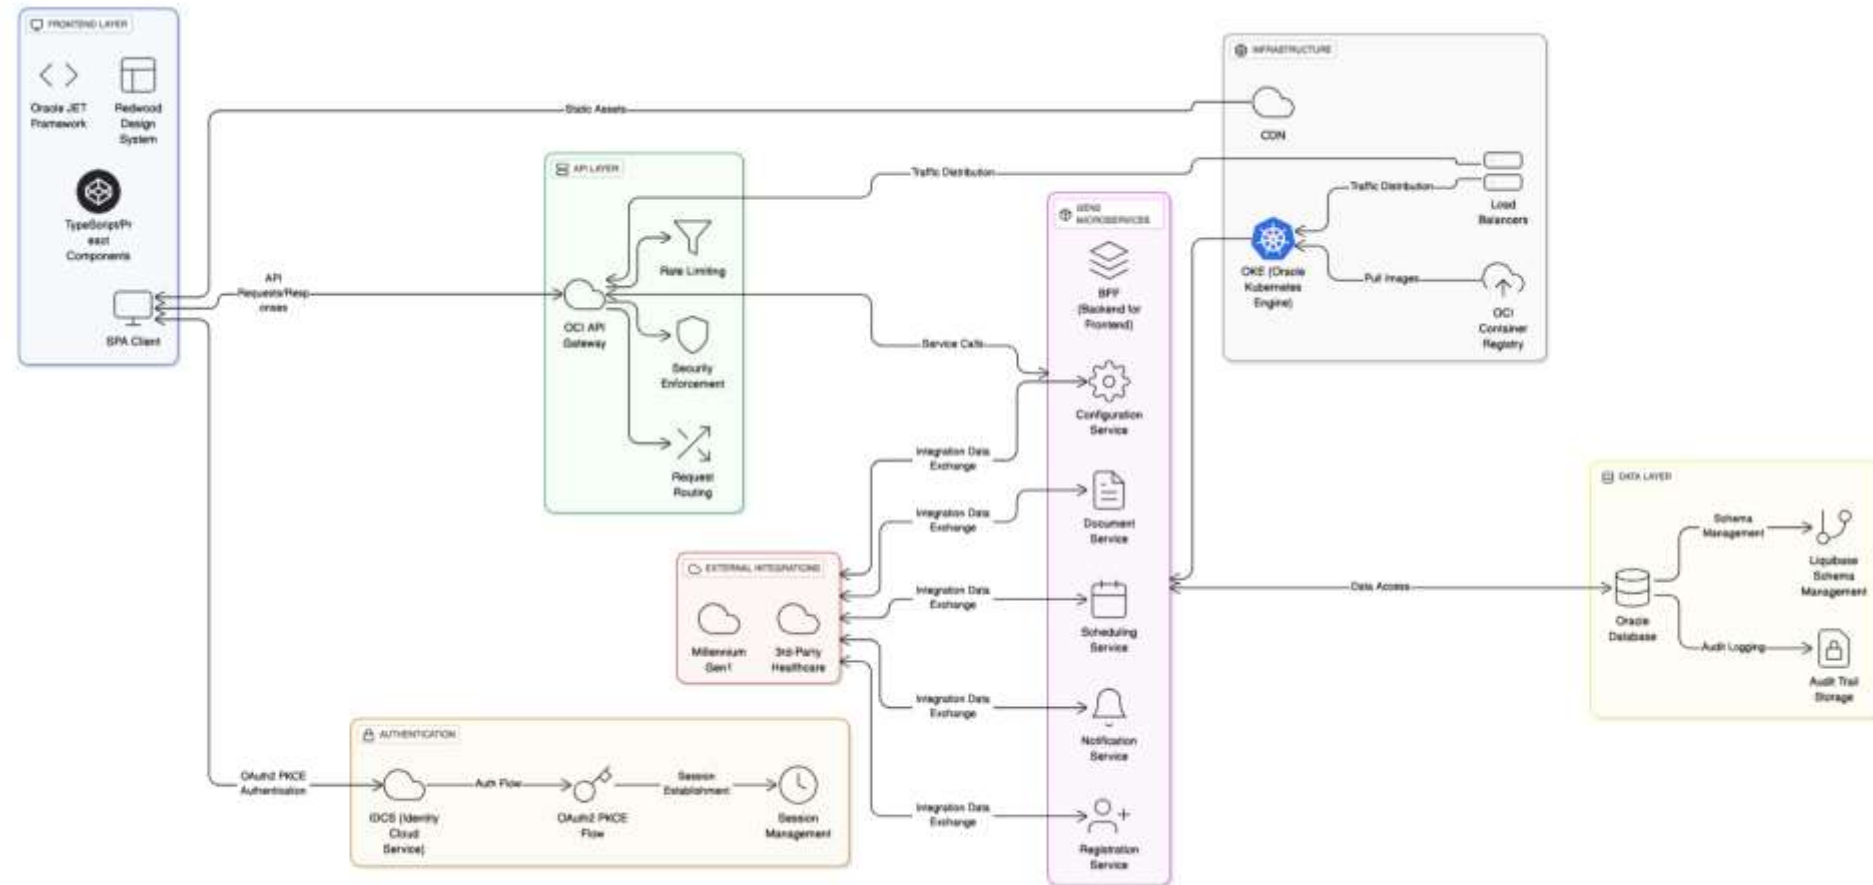 FRONTEND LAYER
Oracle JET
Framework
Redwood
Design
System
TypeScript/Pr
eact
Components
SPA Client
Static Assets
API
Requests/Resp
onses
API LAYER
Rate Limiting
OCI API
Gateway
Security
Enforcement
Request
Routing
Traffic Distribution
Service Calls
GEN2
MICROSERVICES
BFF
(Backend for
Frontend)
Configuration
Service
Document
Service
Scheduling
Service
Notification
Service
Registration
Service
INFRASTRUCTURE
CDN
Traffic Distribution
Load
Balancers
OKE (Oracle
Kubernetes
Engine)
Pull Images
OCI
Container
Registry
Integration Data
Exchange
Integration Data
Exchange
Integration Data
Exchange
Integration Data
Exchange
Integration Data
Exchange
EXTERNAL INTEGRATIONS
Millennium
Gen1
3rd-Party
Healthcare
Data Access
DATA LAYER
Oracle
Database
Schema
Management
Liquibase
Schema
Management
Audit Logging
Audit Trail
Storage
OAuth2 PKCE
Authentication
AUTHENTICATION
IDCS (Identity
Cloud
Service)
Auth Flow
OAuth2 PKCE
Flow
Session
Establishment
Session
Management